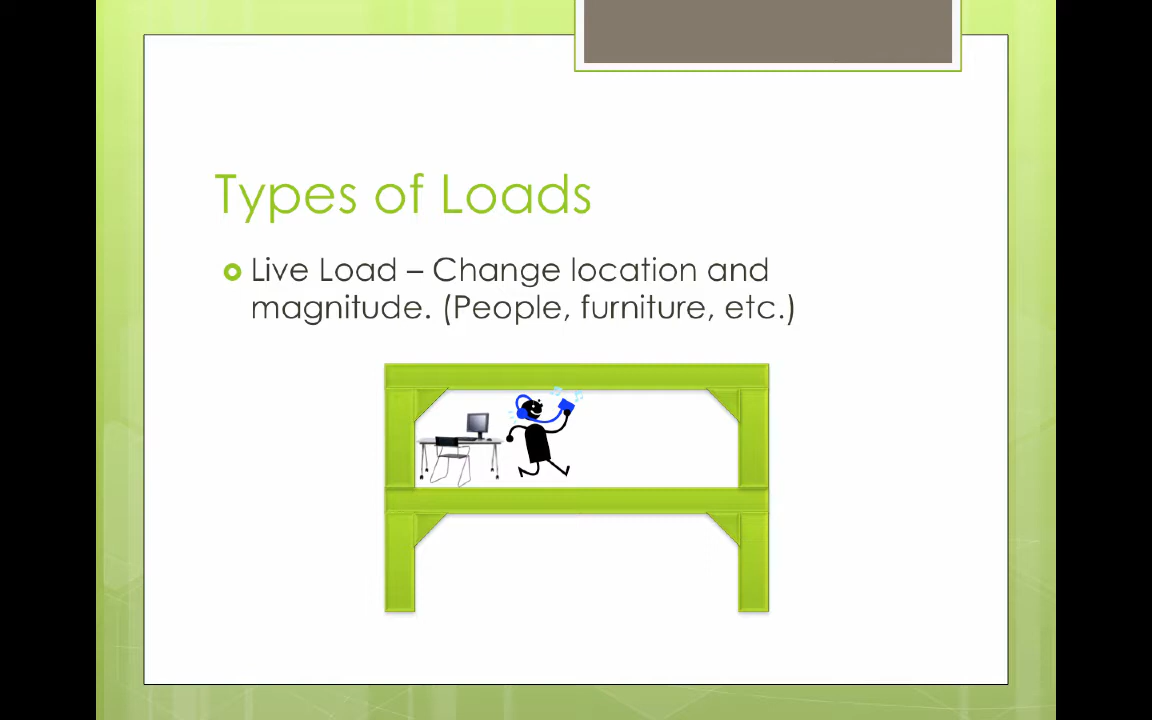 Types of Loads
Live Load – Change location and
magnitude. (People, furniture, etc.)